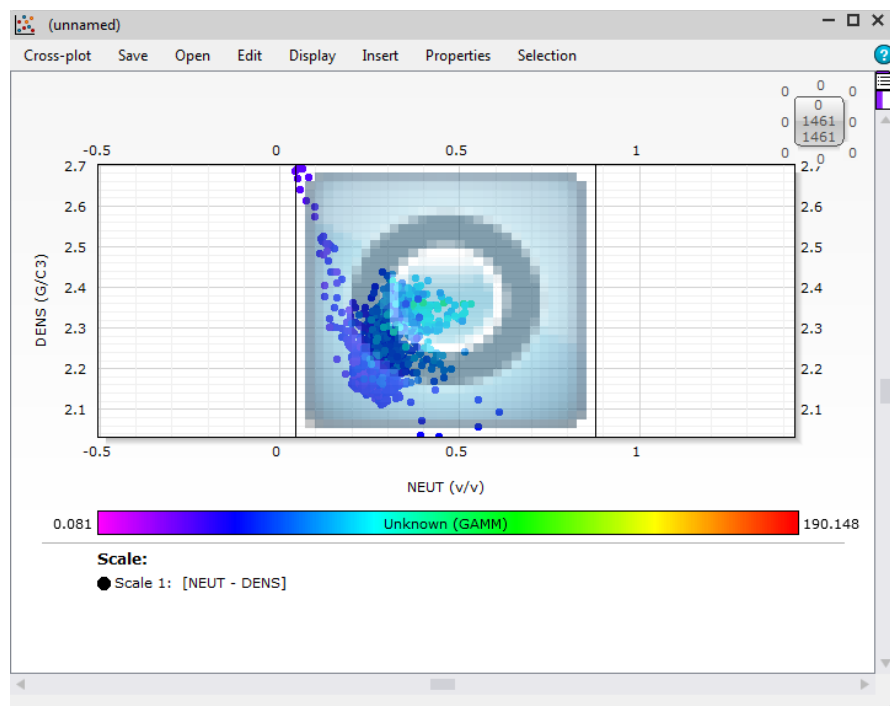 (unnamed)
Cross-plot Save Open Edit Display Insert Properties Selection
?
0 0 0
0
0 1461 0
1461
0 0 0
-0.5 0 0.5 1
2.7 2.7
2.6 2.6
2.5 2.5
2.4 2.4
2.3 2.3
2.2 2.2
2.1 2.1
DENS (G/C3)
-0.5 0 0.5 1
NEUT (v/v)
0.081 Unknown (GAMM) 190.148
Scale:
Scale 1: [NEUT - DENS]